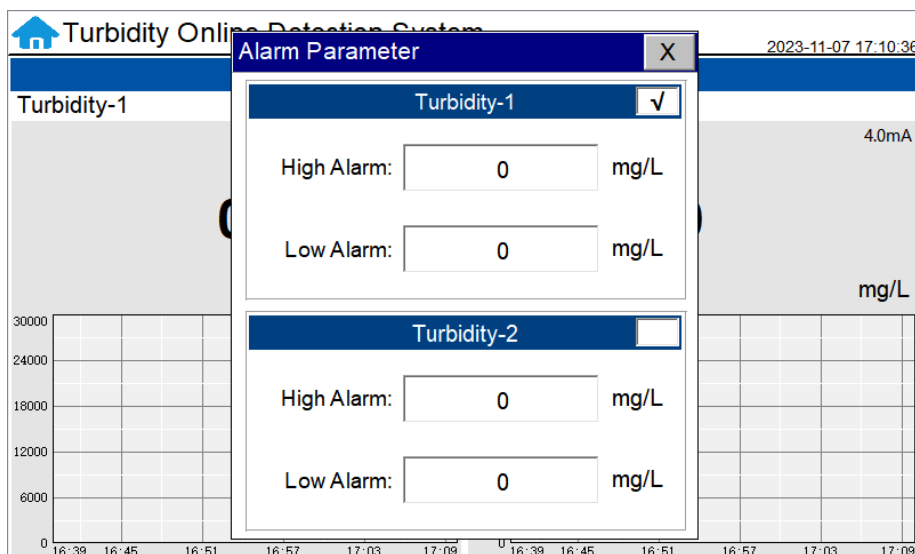 Turbidity Online Detection System
2023-11-07 17:10:36
Alarm Parameter X
Turbidity-1
4.0mA
Turbidity-1 √
High Alarm: 0 mg/L
Low Alarm: 0 mg/L
mg/L
Turbidity-2
High Alarm: 0 mg/L
Low Alarm: 0 mg/L
30000
24000
18000
12000
6000
0
16:39 16:45 16:51 16:57 17:03 17:09
0
16:39 16:45 16:51 16:57 17:03 17:09